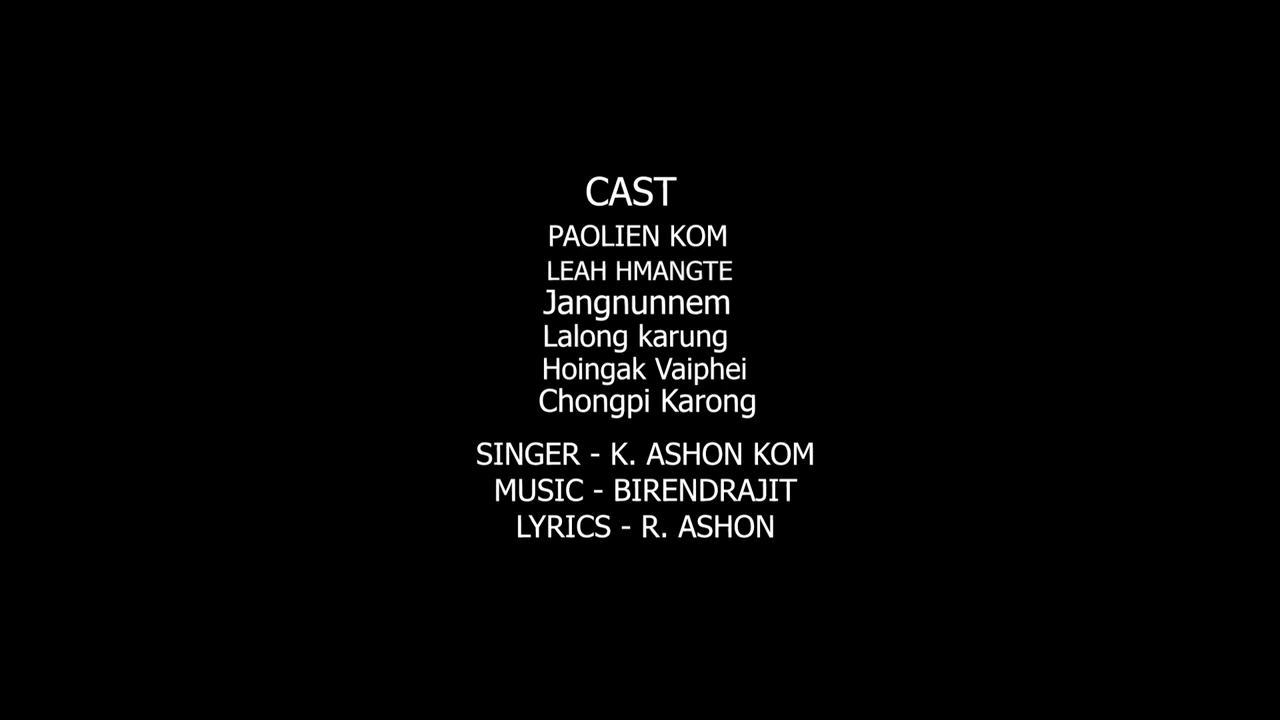 CAST
PAOLIEN KOM
LEAH HMANGTE
Jangnunnem
Lalong karung
Hoingak Vaiphei
Chongpi Karong
SINGER - K. ASHON KOM
MUSIC - BIRENDRAJIT
LYRICS - R. ASHON